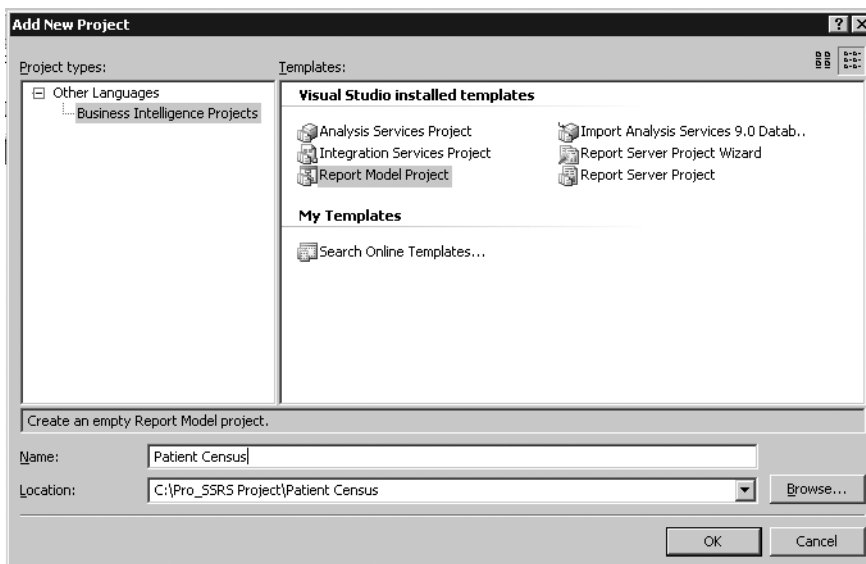 Add New Project
Project types:
Templates:
Other Languages
Business Intelligence Projects
Visual Studio installed templates
Analysis Services Project
Import Analysis Services 9.0 Datab..
Integration Services Project
Report Server Project Wizard
Report Model Project
Report Server Project
My Templates
Search Online Templates...
Create an empty Report Model project.
Name:
Patient Census
Location:
C:\Pro_SSRS Project\Patient Census
Browse...
OK
Cancel